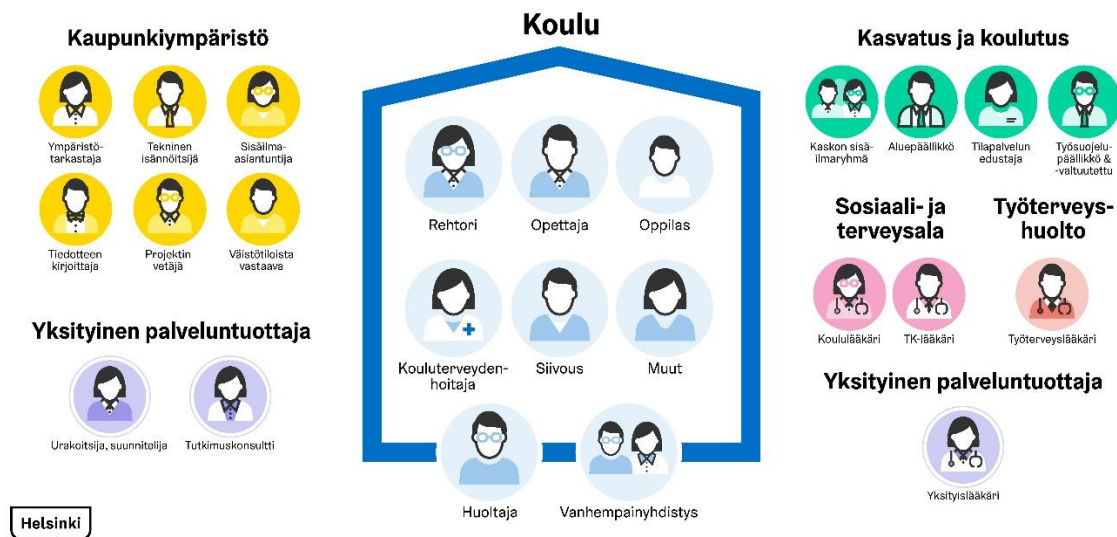 Kaupunkiympäristö
Ympäristö-
tarkastaja
Tekninen
isännöitsijä
Sisäilma-
asiantuntija
Tiedotteen
kirjoittaja
Projektin
vetäjä
Väistötiloista
vastaava
Yksityinen palveluntuottaja
Urakoitsija, suunnitelija
Tutkimuskonsultti
Koulu
Rehtori
Opettaja
Oppilas
Kouluterveyden-
hoitaja
Siivous
Muut
Huoltaja
Vanhempainyhdistys
Kasvatus ja koulutus
Kaskon sisä-
ilmaryhmä
Aluepäällikkö
Tilapalvelun
edustaja
Työsuojelu-
päällikkö &
-valtuutettu
Sosiaali- ja
terveysala
Koululääkäri
TK-lääkäri
Työterveys-
huolto
Työterveyslääkäri
Yksityinen palveluntuottaja
Yksityislääkäri
Helsinki